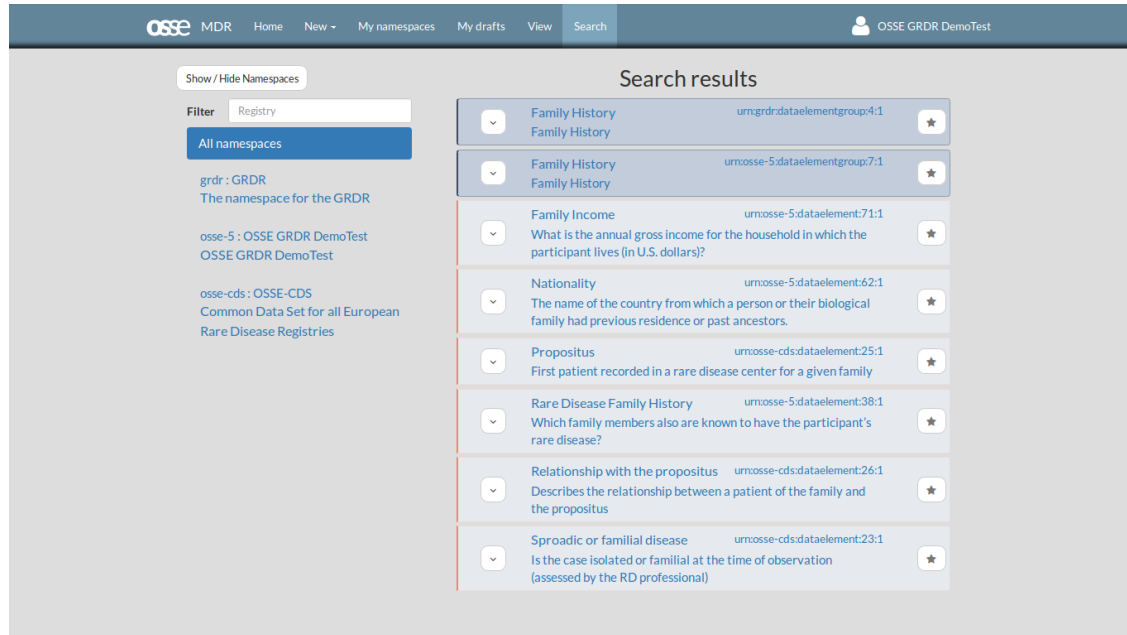 osse MDR Home New My namespaces My drafts View Search OSSE GRDR DemoTest
Show / Hide Namespaces
Filter Registry
All namespaces
grdr : GRDR
The namespace for the GRDR
osse-5 : OSSE GRDR DemoTest
OSSE GRDR DemoTest
osse-cds : OSSE-CDS
Common Data Set for all European
Rare Disease Registries
Search results
Family History urn:grdr:dataelementgroup:4:1
Family History
Family History urn:osse-5:dataelementgroup:7:1
Family History
Family Income urn:osse-5:dataelement:71:1
What is the annual gross income for the household in which the
participant lives (in U.S. dollars)?
Nationality urn:osse-5:dataelement:62:1
The name of the country from which a person or their biological
family had previous residence or past ancestors.
Propositus urn:osse-cds:dataelement:25:1
First patient recorded in a rare disease center for a given family
Rare Disease Family History urn:osse-5:dataelement:38:1
Which family members also are known to have the participant's
rare disease?
Relationship with the propositus urn:osse-cds:dataelement:26:1
Describes the relationship between a patient of the family and
the propositus
Sproadic or familial disease urn:osse-cds:dataelement:23:1
Is the case isolated or familial at the time of observation
(assessed by the RD professional)